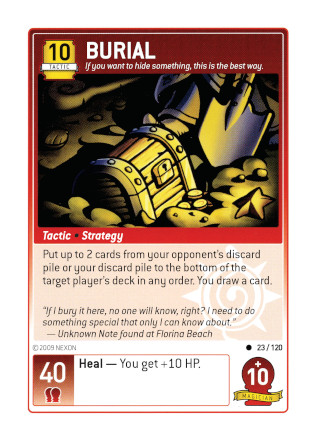 10
TACTIC
BURIAL
If you want to hide something, this is the best way.
Tactic • Strategy
Put up to 2 cards from your opponent's discard
pile or your discard pile to the bottom of the
target player's deck in any order. You draw a card.
"If I bury it here, no one will know, right? I need to do
something special that only I can know about."
— Unknown Note found at Florina Beach
©2009 NEXON
● 23 / 120
40
Heal — You get +10 HP.
+
10
MAGICIAN